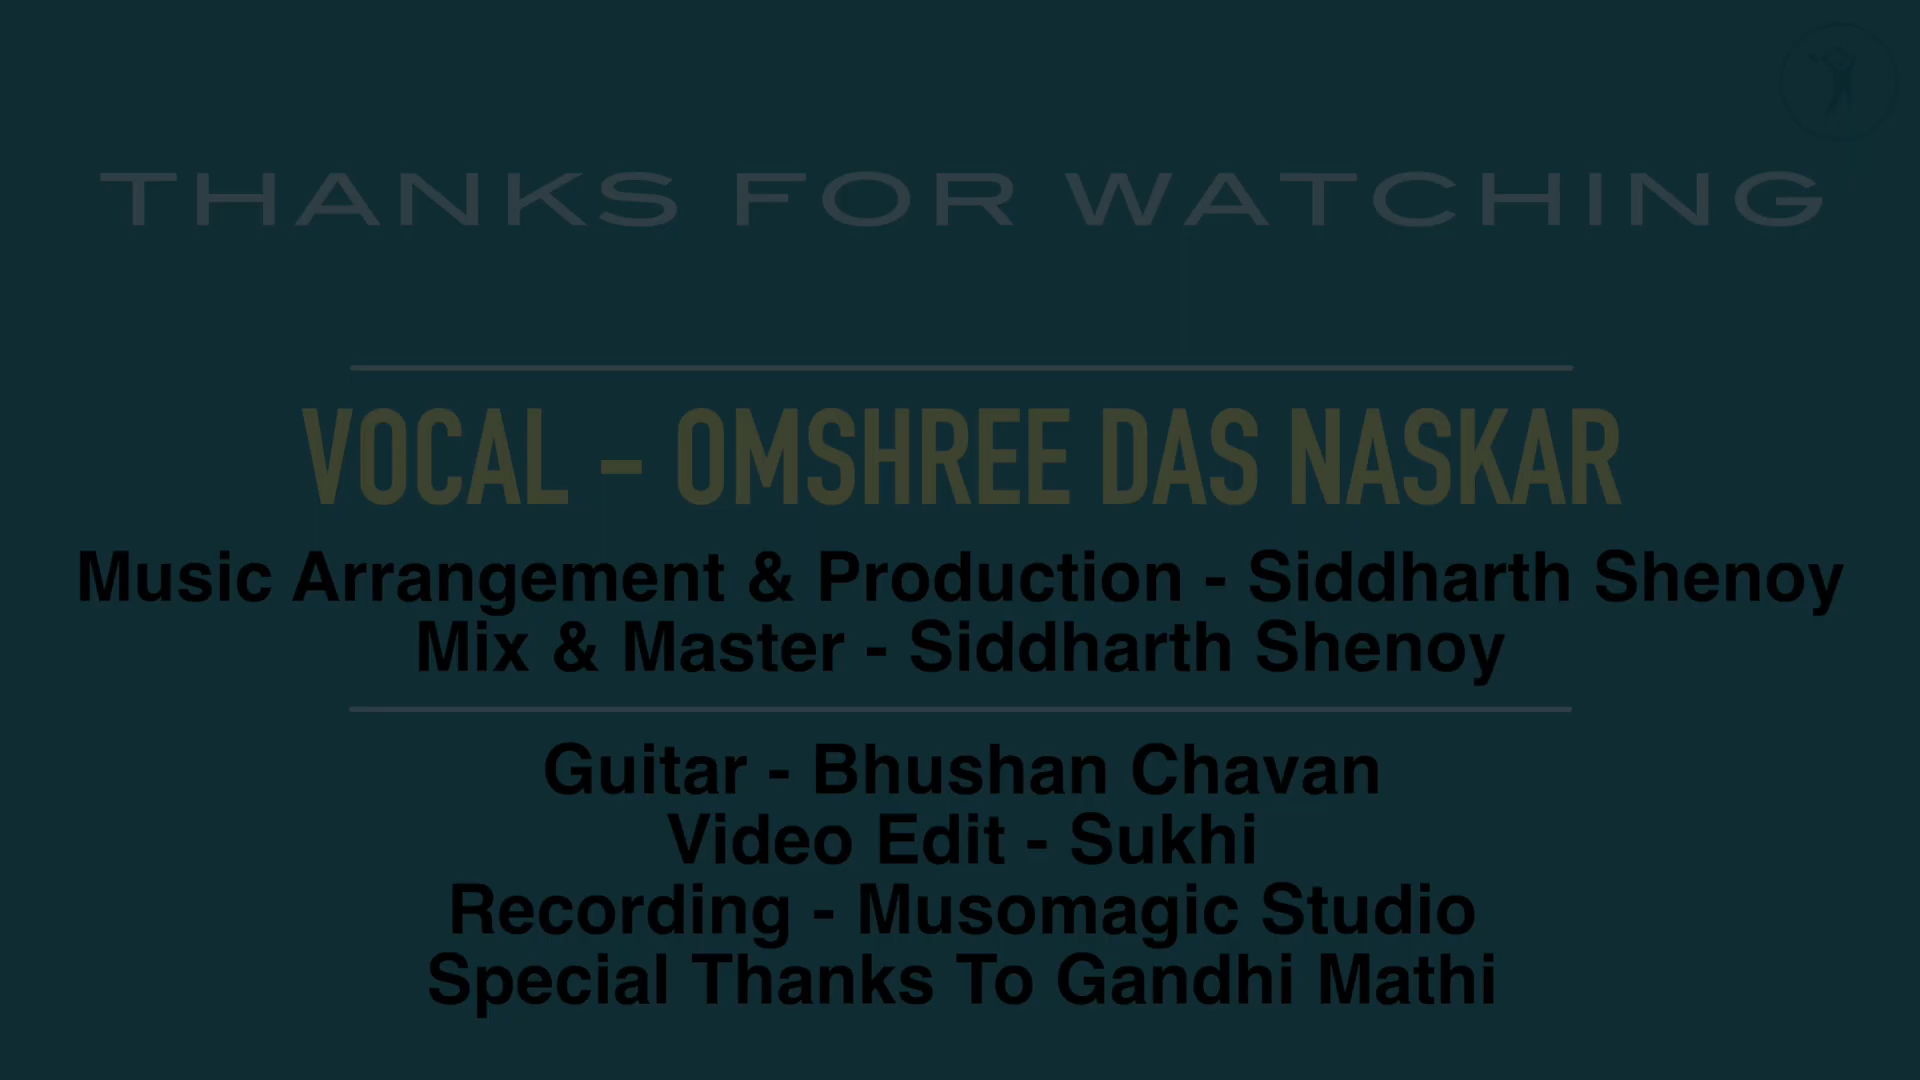 THANKS FOR WATCHING
VOCAL - OMSHREE DAS NASKAR
Music Arrangement & Production - Siddharth Shenoy
Mix & Master - Siddharth Shenoy
Guitar - Bhushan Chavan
Video Edit - Sukhi
Recording - Musomagic Studio
Special Thanks To Gandhi Mathi